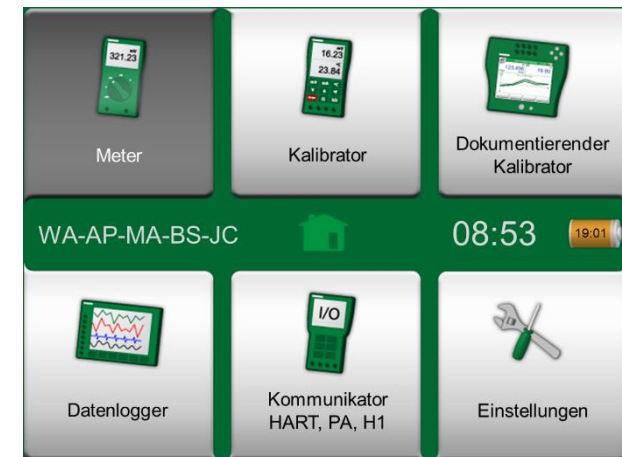 321.23
16.23
23.84
Meter
Kalibrator
Dokumentierender
Kalibrator
WA-AP-MA-BS-JC
08:53
19:01
I/O
Datenlogger
Kommunikator
HART, PA, H1
Einstellungen